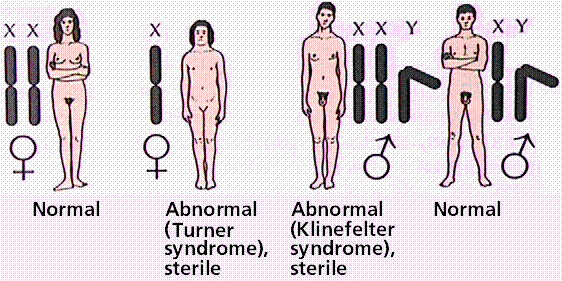 X X
X
X X Y
X Y
Normal
Abnormal
(Turner
syndrome),
sterile
Abnormal
(Klinefelter
syndrome),
sterile
Normal